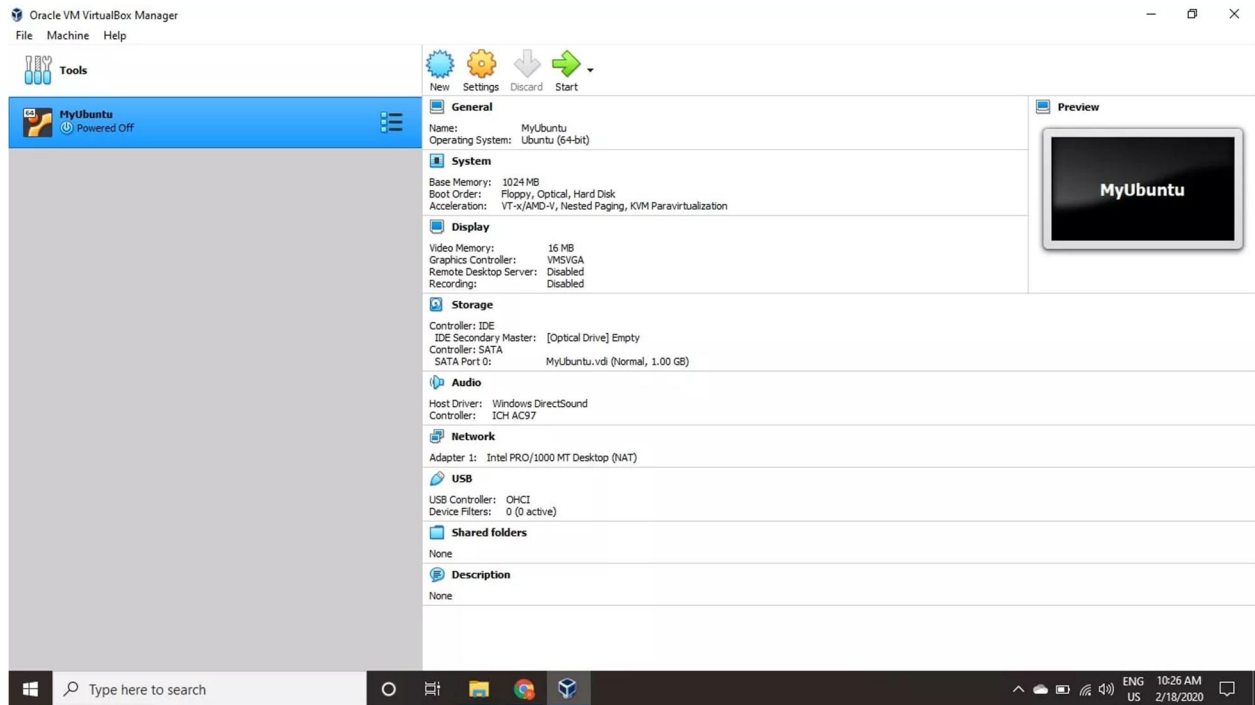 Oracle VM VirtualBox Manager
File Machine Help
Tools
64
MyUbuntu
Powered Off
New Settings Discard Start
General
Name: MyUbuntu
Operating System: Ubuntu (64-bit)
System
Base Memory: 1024 MB
Boot Order: Floppy, Optical, Hard Disk
Acceleration: VT-x/AMD-V, Nested Paging, KVM Paravirtualization
Display
Video Memory: 16 MB
Graphics Controller: VMSVGA
Remote Desktop Server: Disabled
Recording: Disabled
Storage
Controller: IDE
IDE Secondary Master: [Optical Drive] Empty
Controller: SATA
SATA Port 0: MyUbuntu.vdi (Normal, 1.00 GB)
Audio
Host Driver: Windows DirectSound
Controller: ICH AC97
Network
Adapter 1: Intel PRO/1000 MT Desktop (NAT)
USB
USB Controller: OHCI
Device Filters: 0 (0 active)
Shared folders
None
Description
None
Preview
MyUbuntu
Type here to search
ENG
US
10:26 AM
2/18/2020